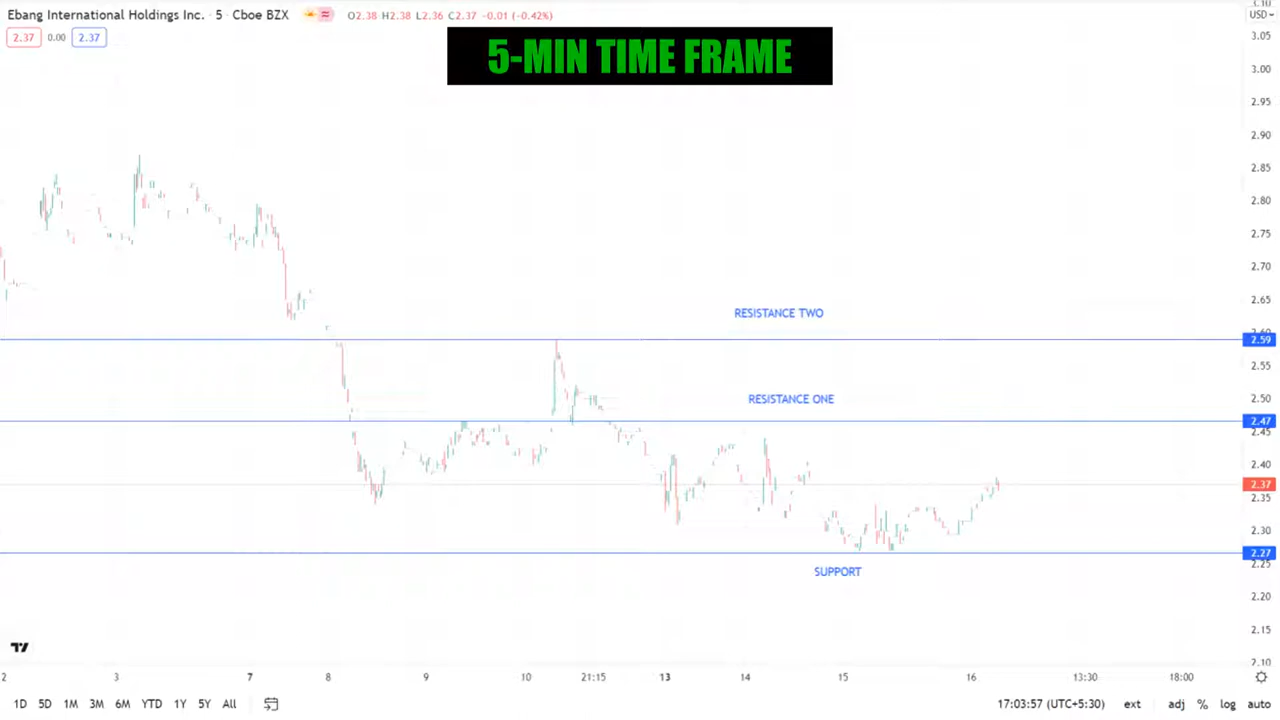 Ebang International Holdings Inc. · 5 · Cboe BZX O2.38 H2.38 L2.36 C2.37 -0.01 (-0.42%)
2.37 0.00 2.37
5-MIN TIME FRAME
USD
3.05
3.00
2.95
2.90
2.85
2.80
2.75
2.70
2.65
RESISTANCE TWO
2.60
2.59
2.55
RESISTANCE ONE
2.50
2.47
2.45
2.40
2.37
2.35
2.30
2.27
2.25
SUPPORT
2.20
2.15
2.10
2 3 7 8 9 10 21:15 13 14 15 16 13:30 18:00
1D 5D 1M 3M 6M YTD 1Y 5Y All 17:03:57 (UTC+5:30) ext adj % log auto